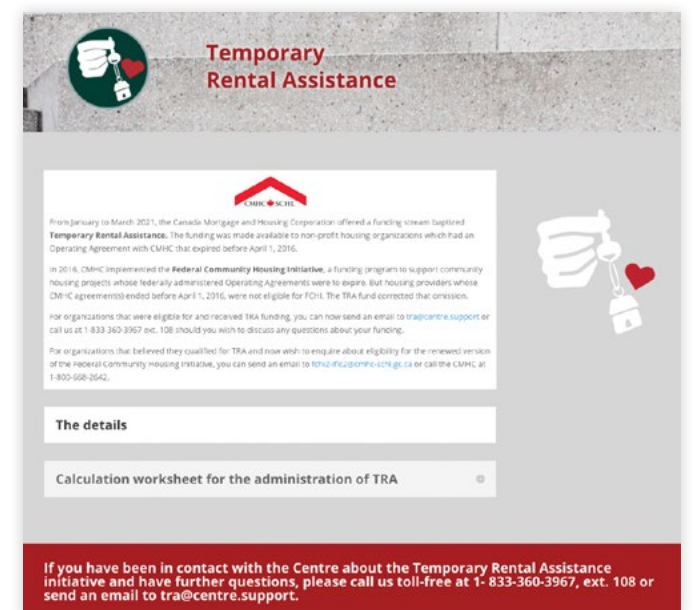 Temporary
Rental Assistance
CMHC SCHL
From January to March 2021, the Canada Mortgage and Housing Corporation offered a funding stream baptized
Temporary Rental Assistance. The funding was made available to non-profit housing organizations which had an
Operating Agreement with CMHC that expired before April 1, 2016.
In 2016, CMHC implemented the Federal Community Housing Initiative, a funding program to support community
housing projects whose federally administered Operating Agreements were to expire. But housing providers whose
CMHC agreement(s) ended before April 1, 2016, were not eligible for FCHI. The TRA fund corrected that omission.
For organizations that were eligible for and received TRA funding, you can now send an email to tra@centre.support or
call us at 1-833-360-3967 ext. 108 should you wish to discuss any questions about your funding.
For organizations that believed they qualified for TRA and now wish to enquire about eligibility for the renewed version
of the Federal Community Housing Initiative, you can send an email to fchi2-ilfc2@cmhc-schl.gc.ca or call the CMHC at
1-800-668-2642.
The details
Calculation worksheet for the administration of TRA
If you have been in contact with the Centre about the Temporary Rental Assistance
initiative and have further questions, please call us toll-free at 1- 833-360-3967, ext. 108 or
send an email to tra@centre.support.